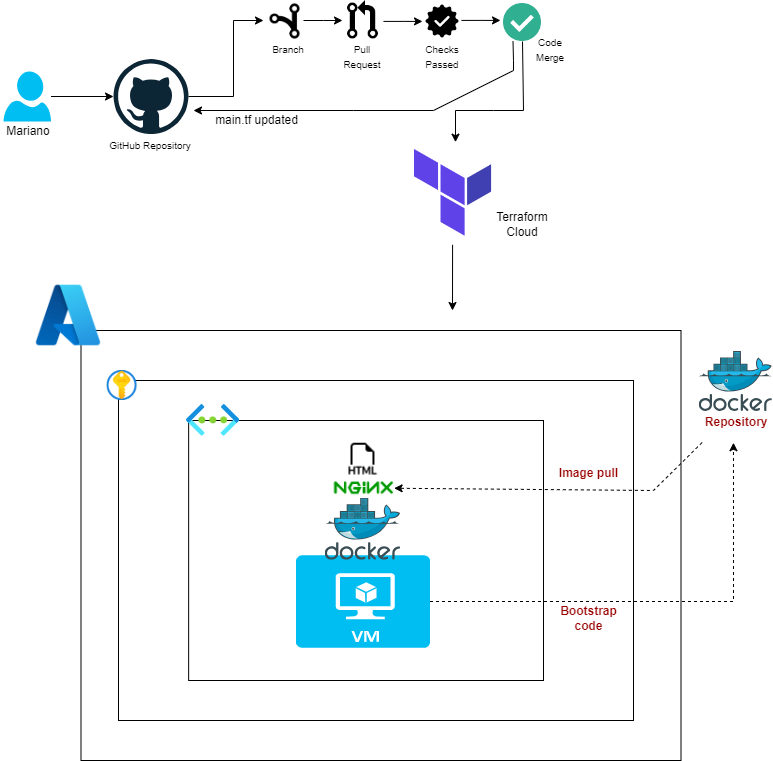 Branch
Pull
Request
Checks
Passed
Code
Merge
Mariano
GitHub Repository
main.tf updated
Terraform
Cloud
docker
Repository
HTML
NGiNX
docker
Image pull
VM
Bootstrap
code